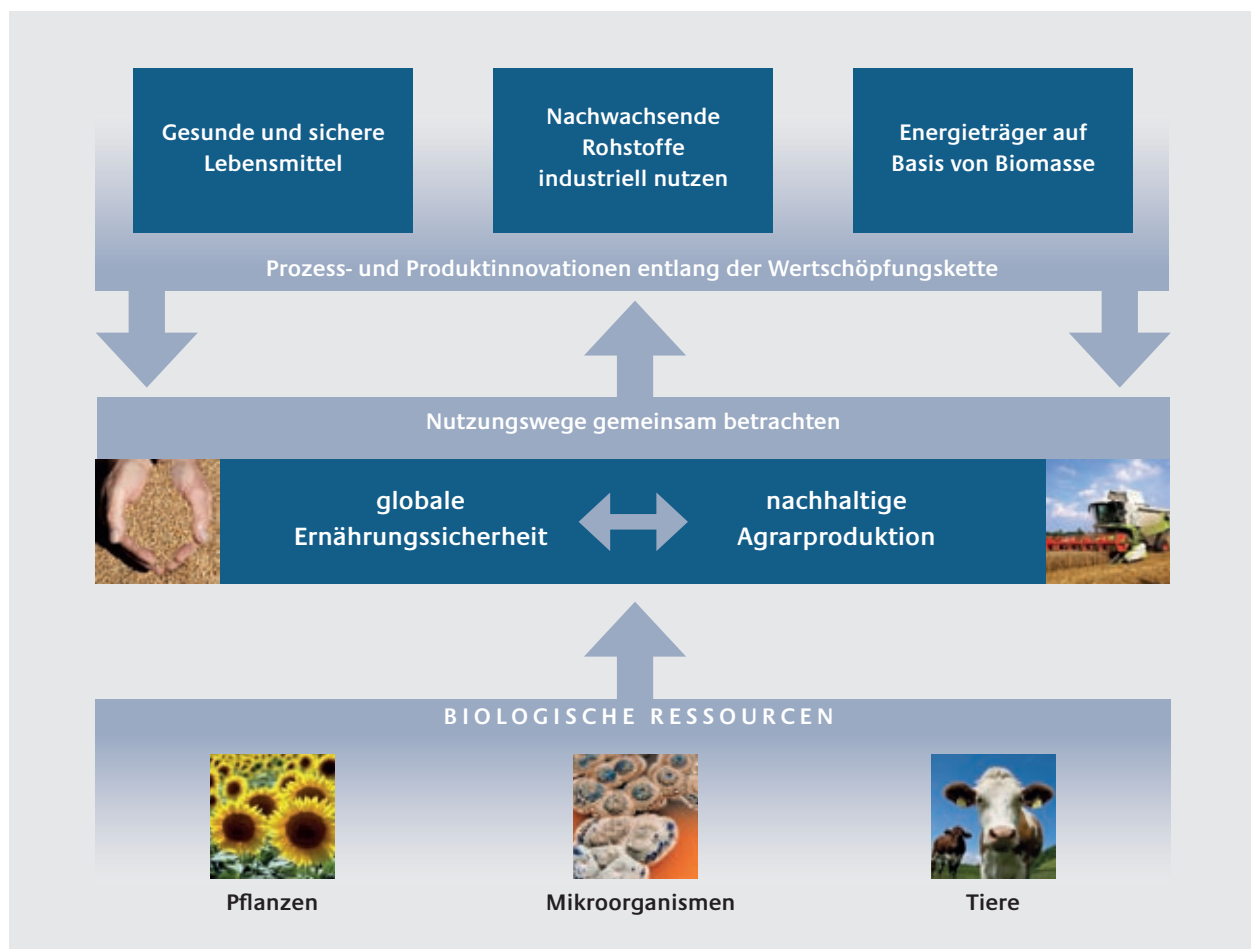 Gesunde und sichere
Lebensmittel
Nachwachsende
Rohstoffe
industriell nutzen
Energieträger auf
Basis von Biomasse
Prozess- und Produktinnovationen entlang der Wertschöpfungskette
Nutzungswege gemeinsam betrachten
globale
Ernährungssicherheit
nachhaltige
Agrarproduktion
BIOLOGISCHE RESSOURCEN
Pflanzen
Mikroorganismen
Tiere